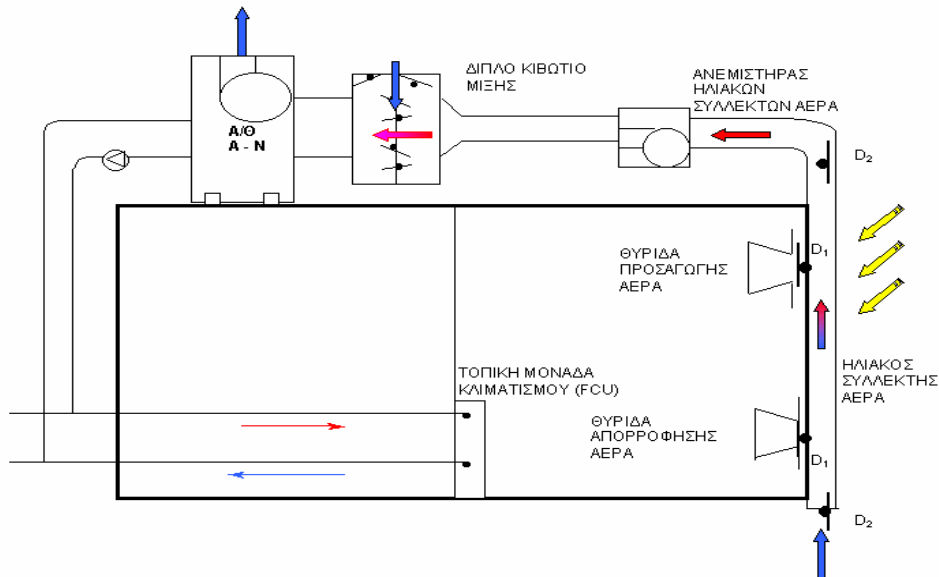 ΔΙΠΛΟ ΚΙΒΩΤΙΟ
ΜΙΞΗΣ
ΑΝΕΜΙΣΤΗΡΑΣ
ΗΛΙΑΚΩΝ
ΣΥΛΛΕΚΤΩΝ ΑΕΡΑ
Α/Θ
Α - Ν
D2
ΘΥΡΙΔΑ
ΠΡΟΣΑΓΩΓΗΣ
ΑΕΡΑ
D1
ΤΟΠΙΚΗ ΜΟΝΑΔΑ
ΚΛΙΜΑΤΙΣΜΟΥ (FCU)
ΗΛΙΑΚΟΣ
ΣΥΛΛΕΚΤΗΣ
ΑΕΡΑ
ΘΥΡΙΔΑ
ΑΠΟΡΡΟΦΗΣΗΣ
ΑΕΡΑ
D1
D2